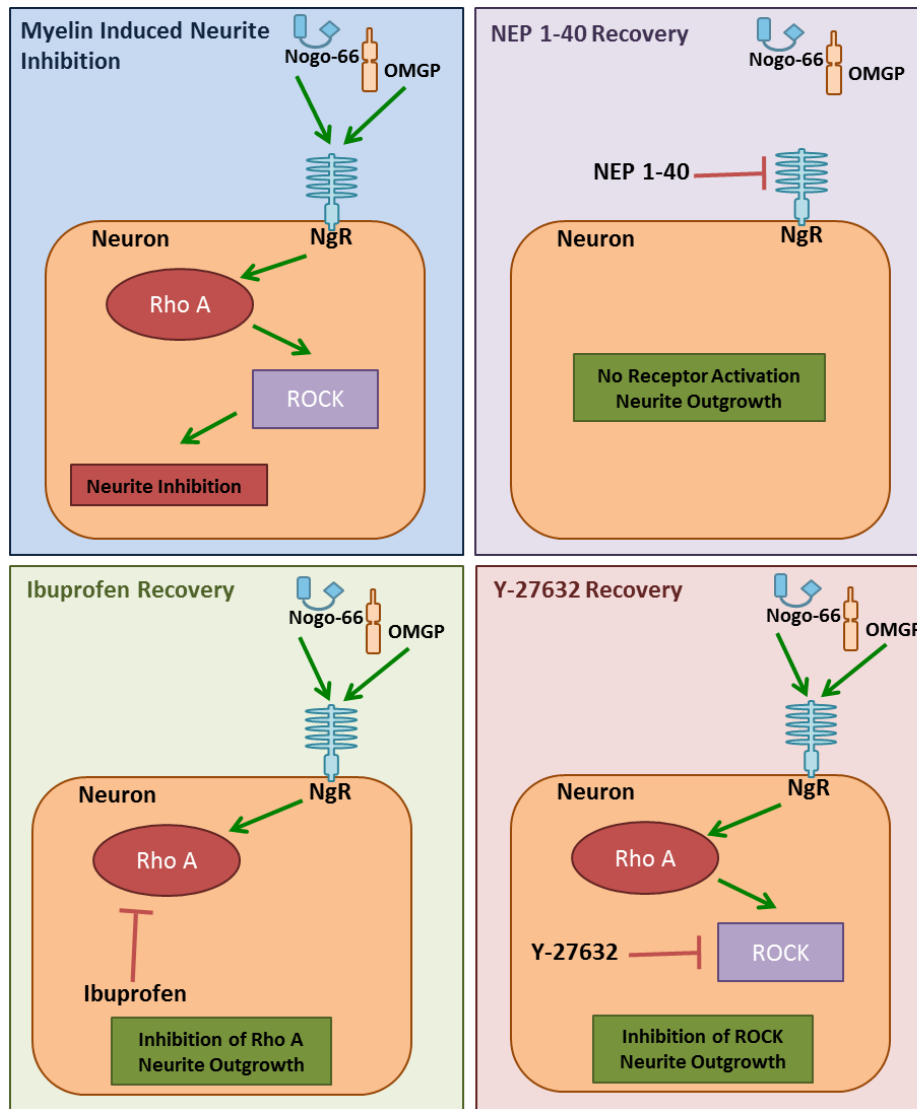 Myelin Induced Neurite
Inhibition
Nogo-66
OMGP
Neuron
NgR
Rho A
ROCK
Neurite Inhibition
NEP 1-40 Recovery
Nogo-66
OMGP
NEP 1-40
Neuron
NgR
No Receptor Activation
Neurite Outgrowth
Ibuprofen Recovery
Nogo-66
OMGP
Neuron
NgR
Rho A
Ibuprofen
Inhibition of Rho A
Neurite Outgrowth
Y-27632 Recovery
Nogo-66
OMGP
Neuron
NgR
Rho A
Y-27632
ROCK
Inhibition of ROCK
Neurite Outgrowth